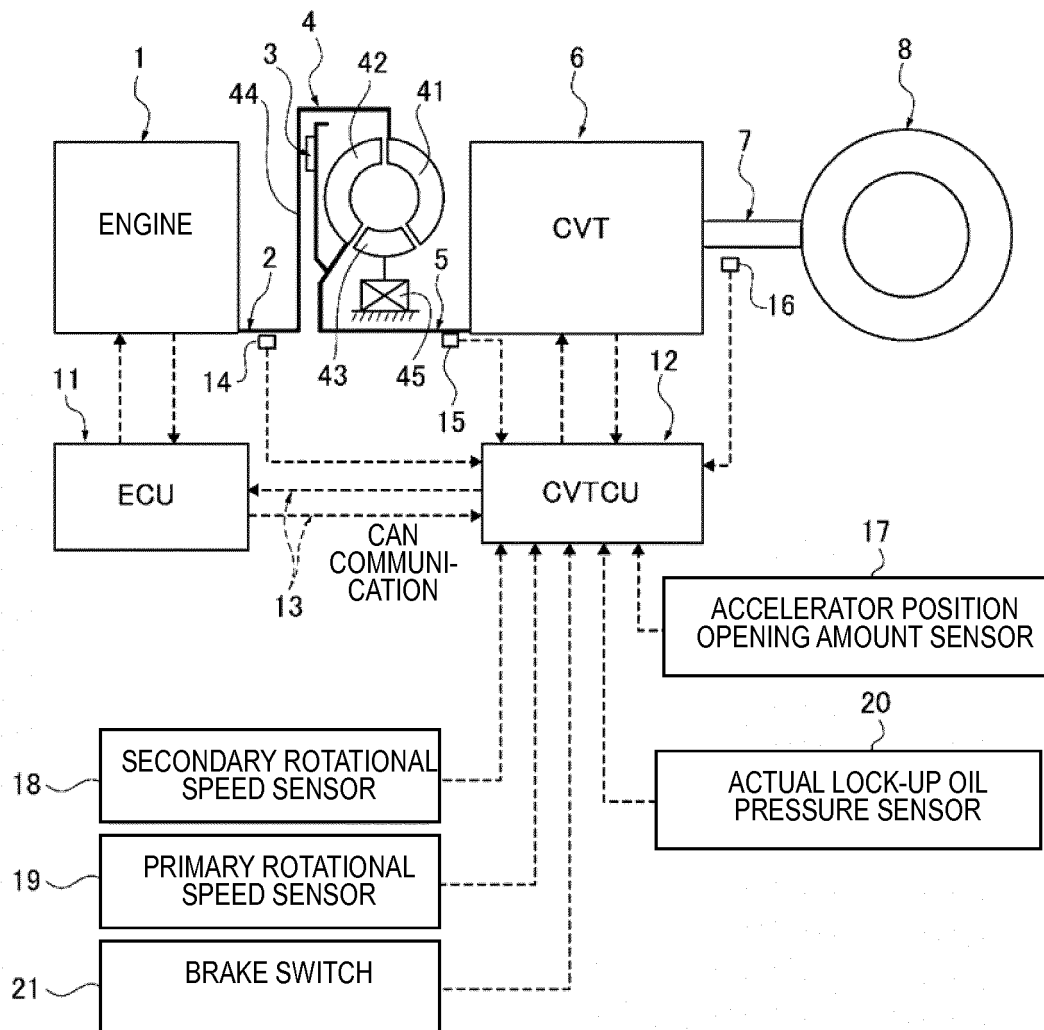 4
1
3
42
6
8
44
41
7
ENGINE
CVT
2
5
16
14
43
45
15
12
11
ECU
CVTCU
CAN
COMMUNI-
CATION
13
17
ACCELERATOR POSITION
OPENING AMOUNT SENSOR
20
18
SECONDARY ROTATIONAL
SPEED SENSOR
ACTUAL LOCK-UP OIL
PRESSURE SENSOR
19
PRIMARY ROTATIONAL
SPEED SENSOR
21
BRAKE SWITCH